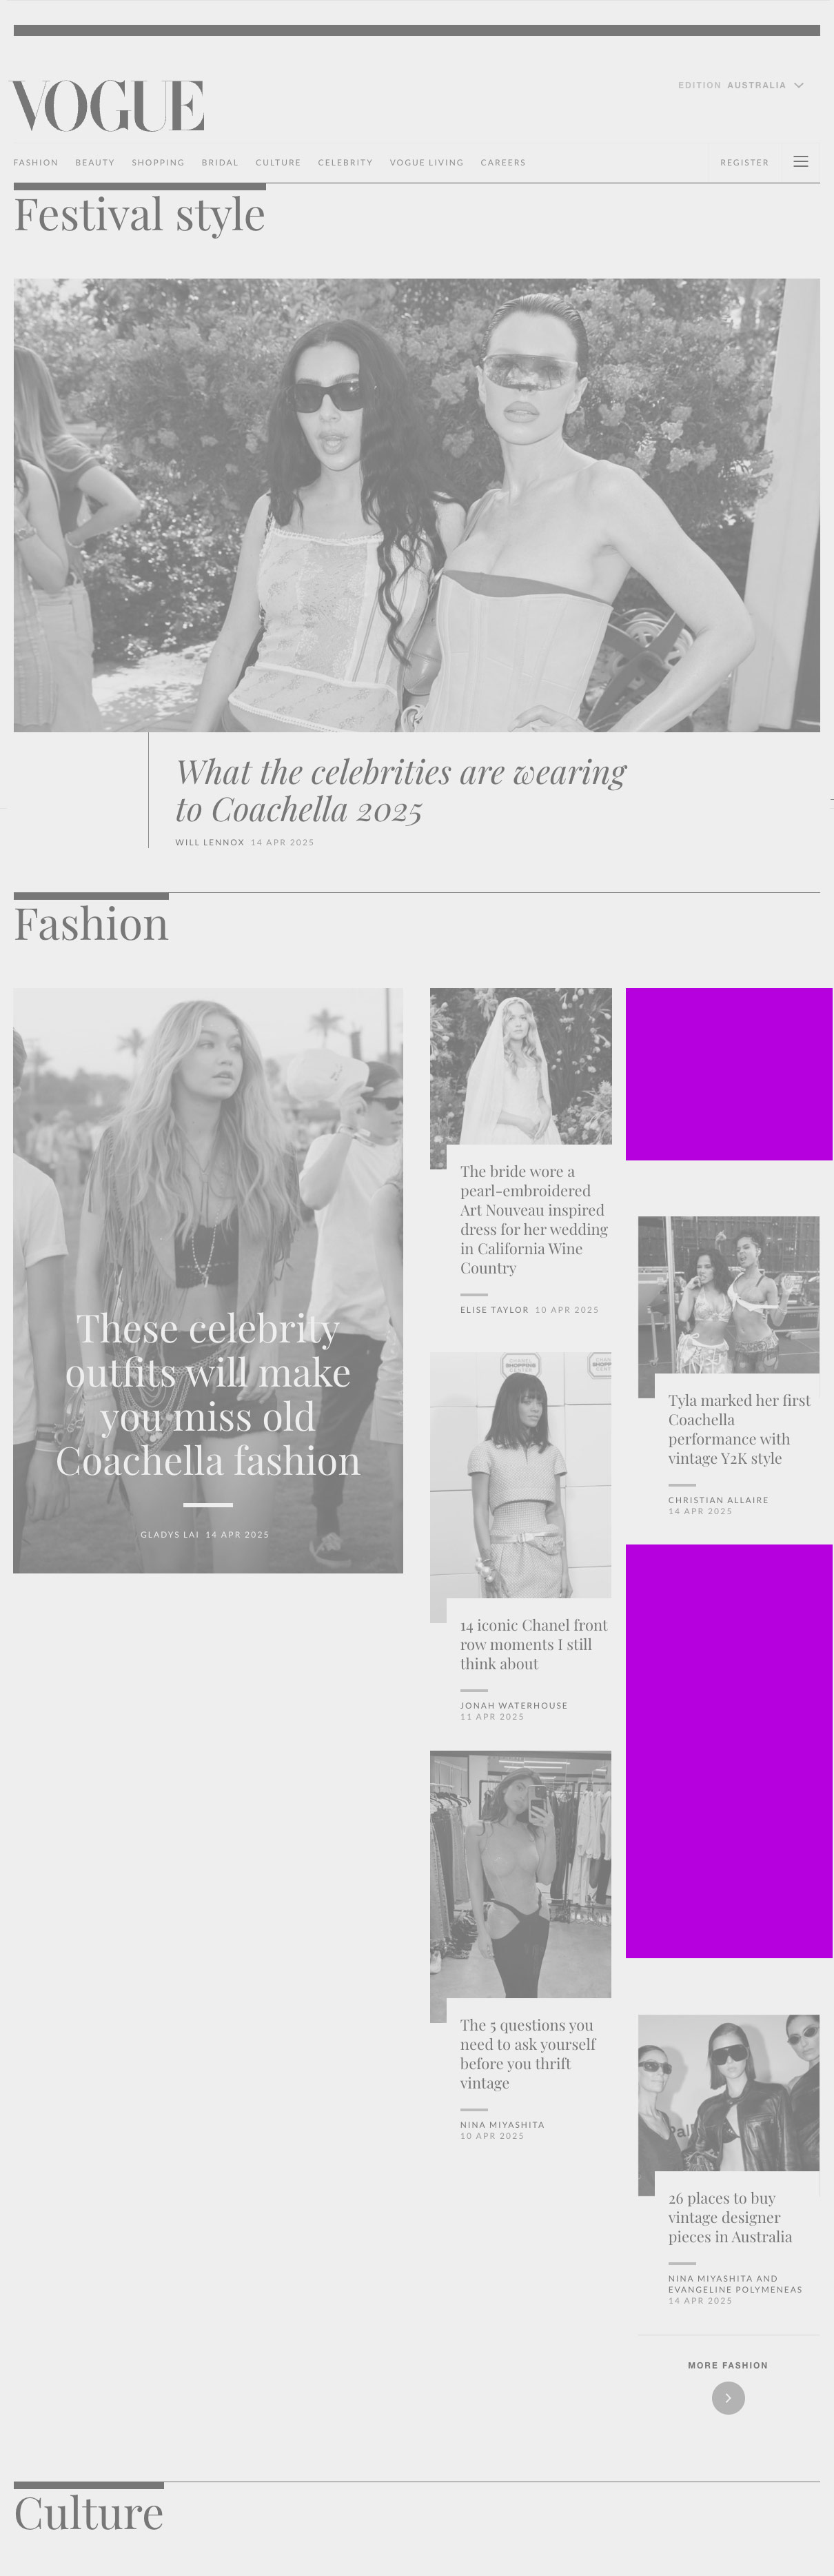 VOGUE
EDITION AUSTRALIA
FASHION BEAUTY SHOPPING BRIDAL CULTURE CELEBRITY VOGUE LIVING CAREERS REGISTER
Festival style
What the celebrities are wearing
to Coachella 2025
WILL LENNOX 14 APR 2025
Fashion
These celebrity
outfits will make
you miss old
Coachella fashion
GLADYS LAI 14 APR 2025
The bride wore a
pearl-embroidered
Art Nouveau inspired
dress for her wedding
in California Wine
Country
ELISE TAYLOR 10 APR 2025
CHANEL
SHOPPING
CENTER
14 iconic Chanel front
row moments I still
think about
JONAH WATERHOUSE
11 APR 2025
The 5 questions you
need to ask yourself
before you thrift
vintage
NINA MIYASHITA
10 APR 2025
Tyla marked her first
Coachella
performance with
vintage Y2K style
CHRISTIAN ALLAIRE
14 APR 2025
26 places to buy
vintage designer
pieces in Australia
NINA MIYASHITA AND
EVANGELINE POLYMENEAS
14 APR 2025
MORE FASHION
Culture